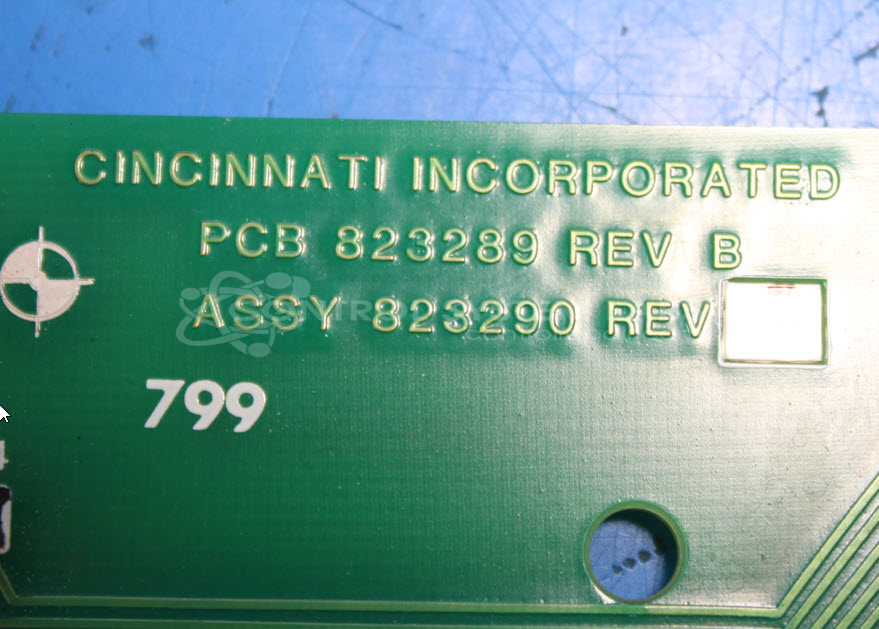 CINCINNATI INCORPORATED
PCB 823289 REV B
ASSY 823290 REV
799